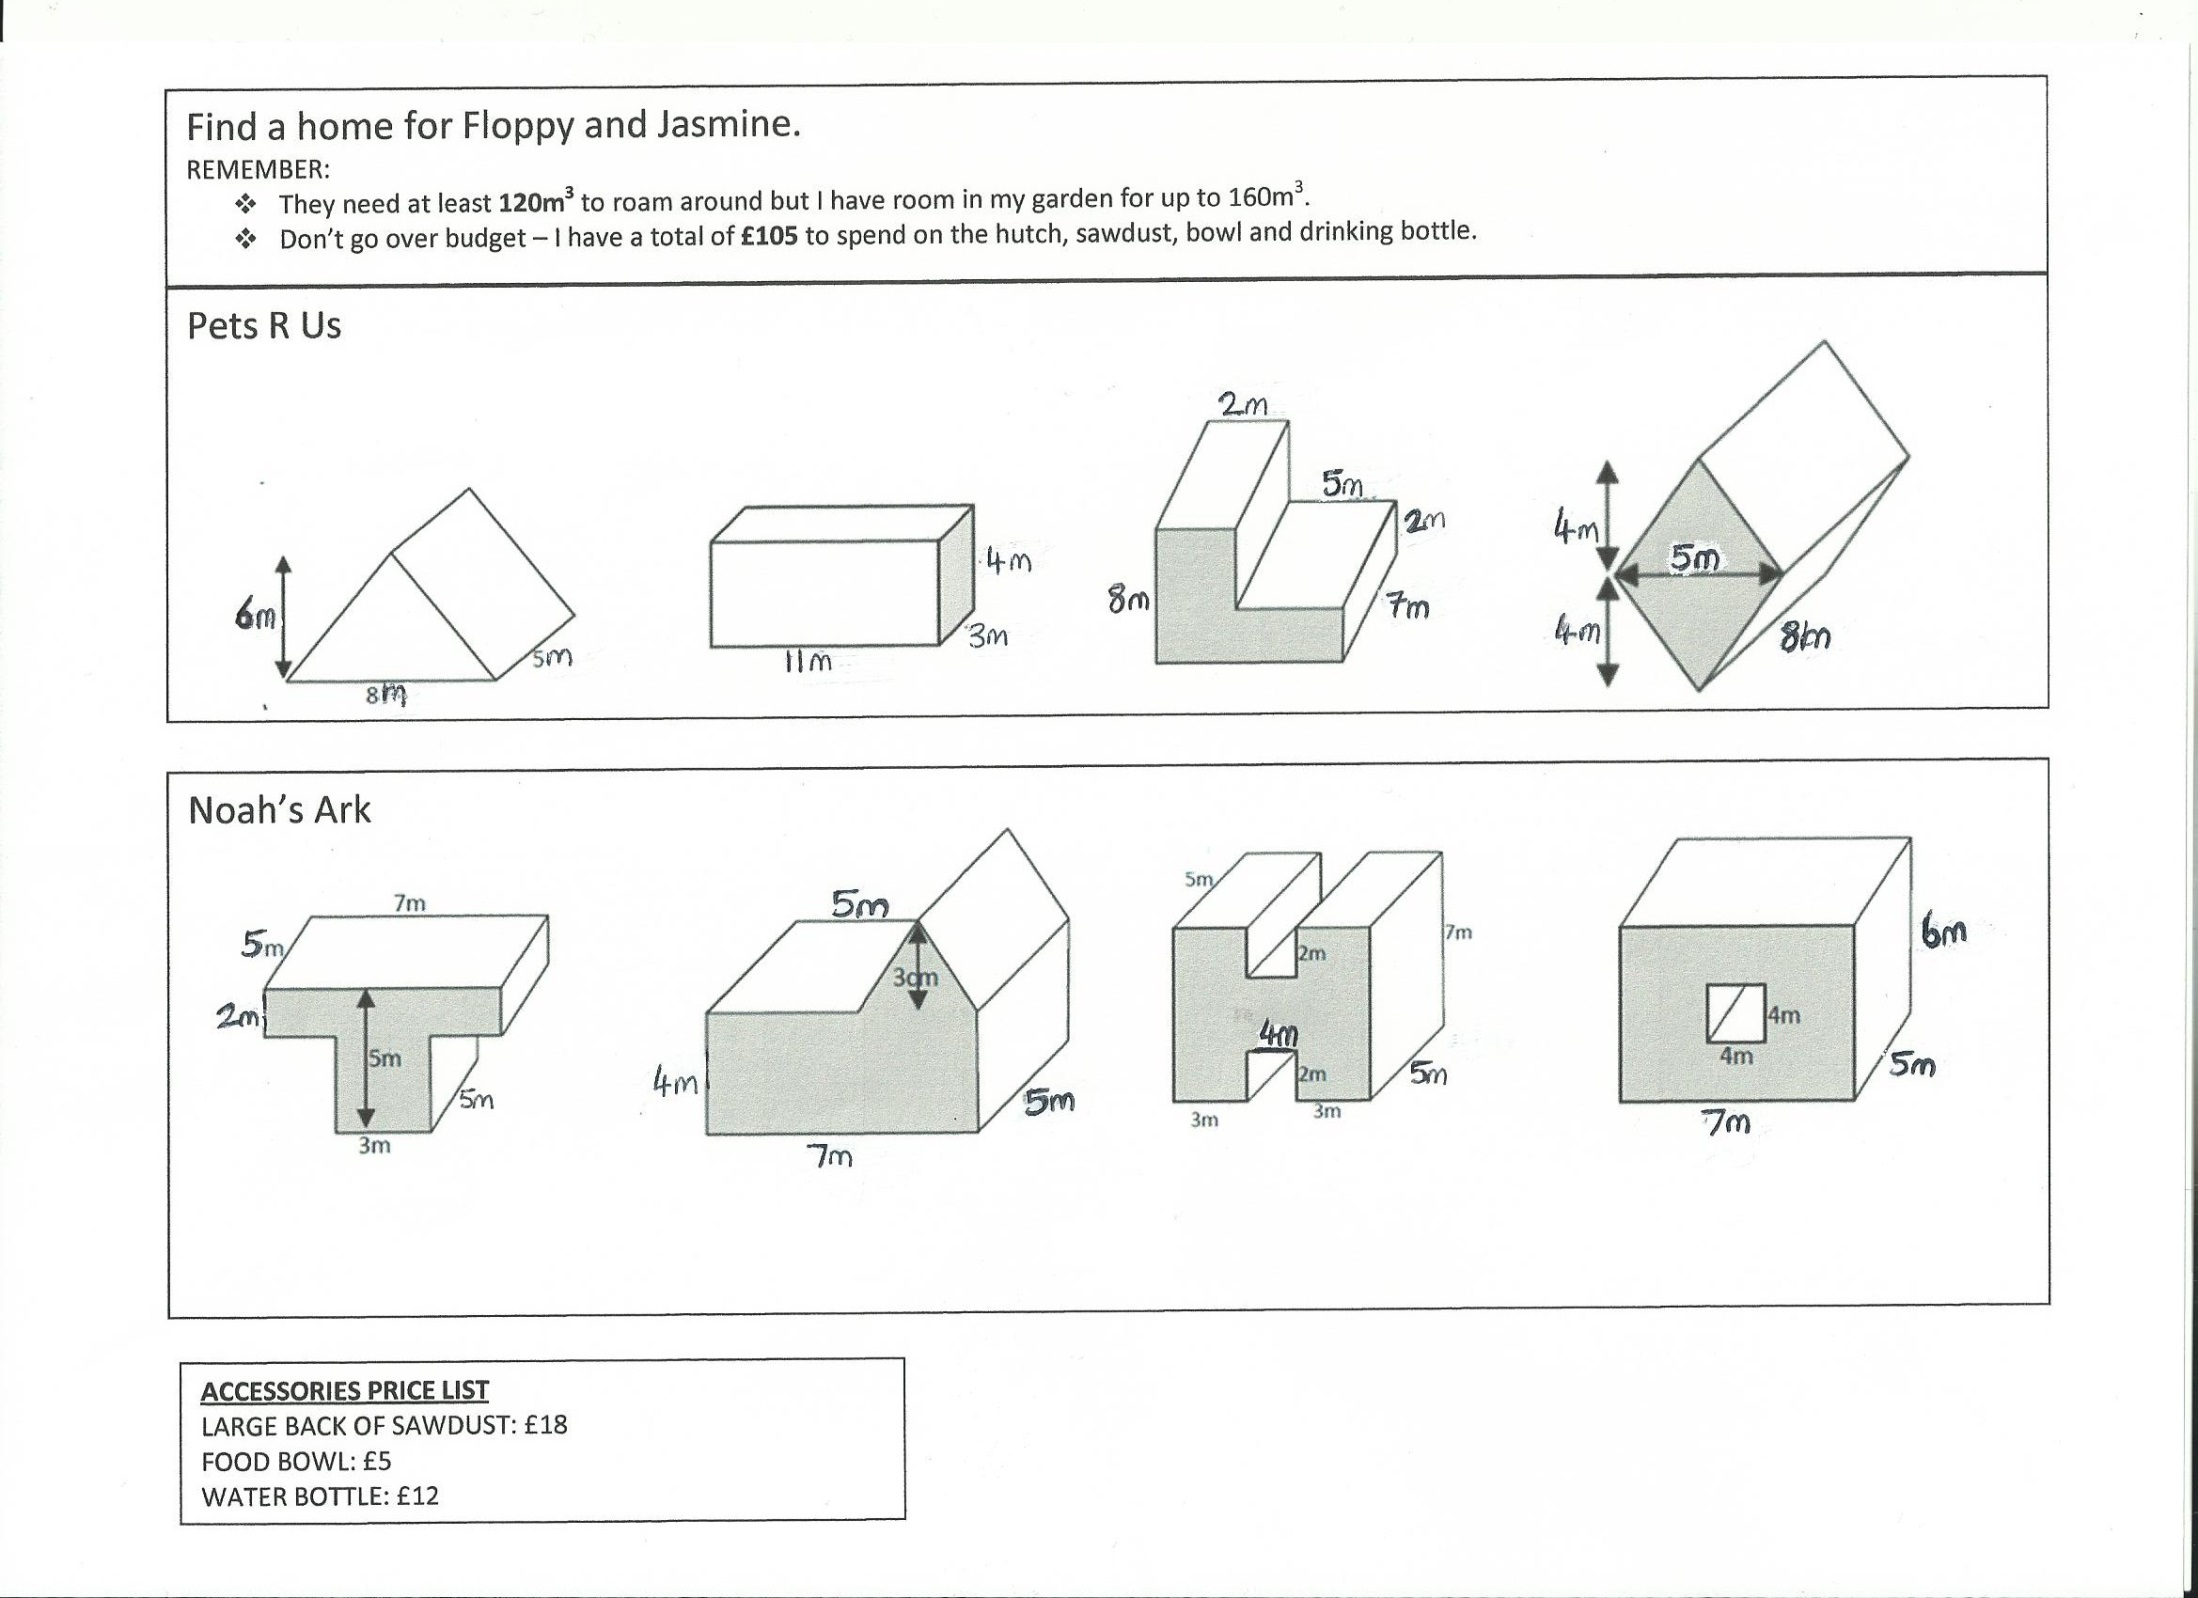 Find a home for Floppy and Jasmine.
REMEMBER:
❖ They need at least 120m³ to roam around but I have room in my garden for up to 160m³.
❖ Don't go over budget – I have a total of £105 to spend on the hutch, sawdust, bowl and drinking bottle.
Pets R Us
6m
8m
5m
4m
3m
11m
2m
5m
2m
8m
7m
4m
5m
4m
8m
Noah's Ark
7m
5m
2m
5m
5m
3m
5m
3cm
4m
5m
7m
5m
2m
7m
4m
2m
5m
3m
3m
6m
4m
4m
5m
7m
ACCESSORIES PRICE LIST
LARGE BACK OF SAWDUST: £18
FOOD BOWL: £5
WATER BOTTLE: £12